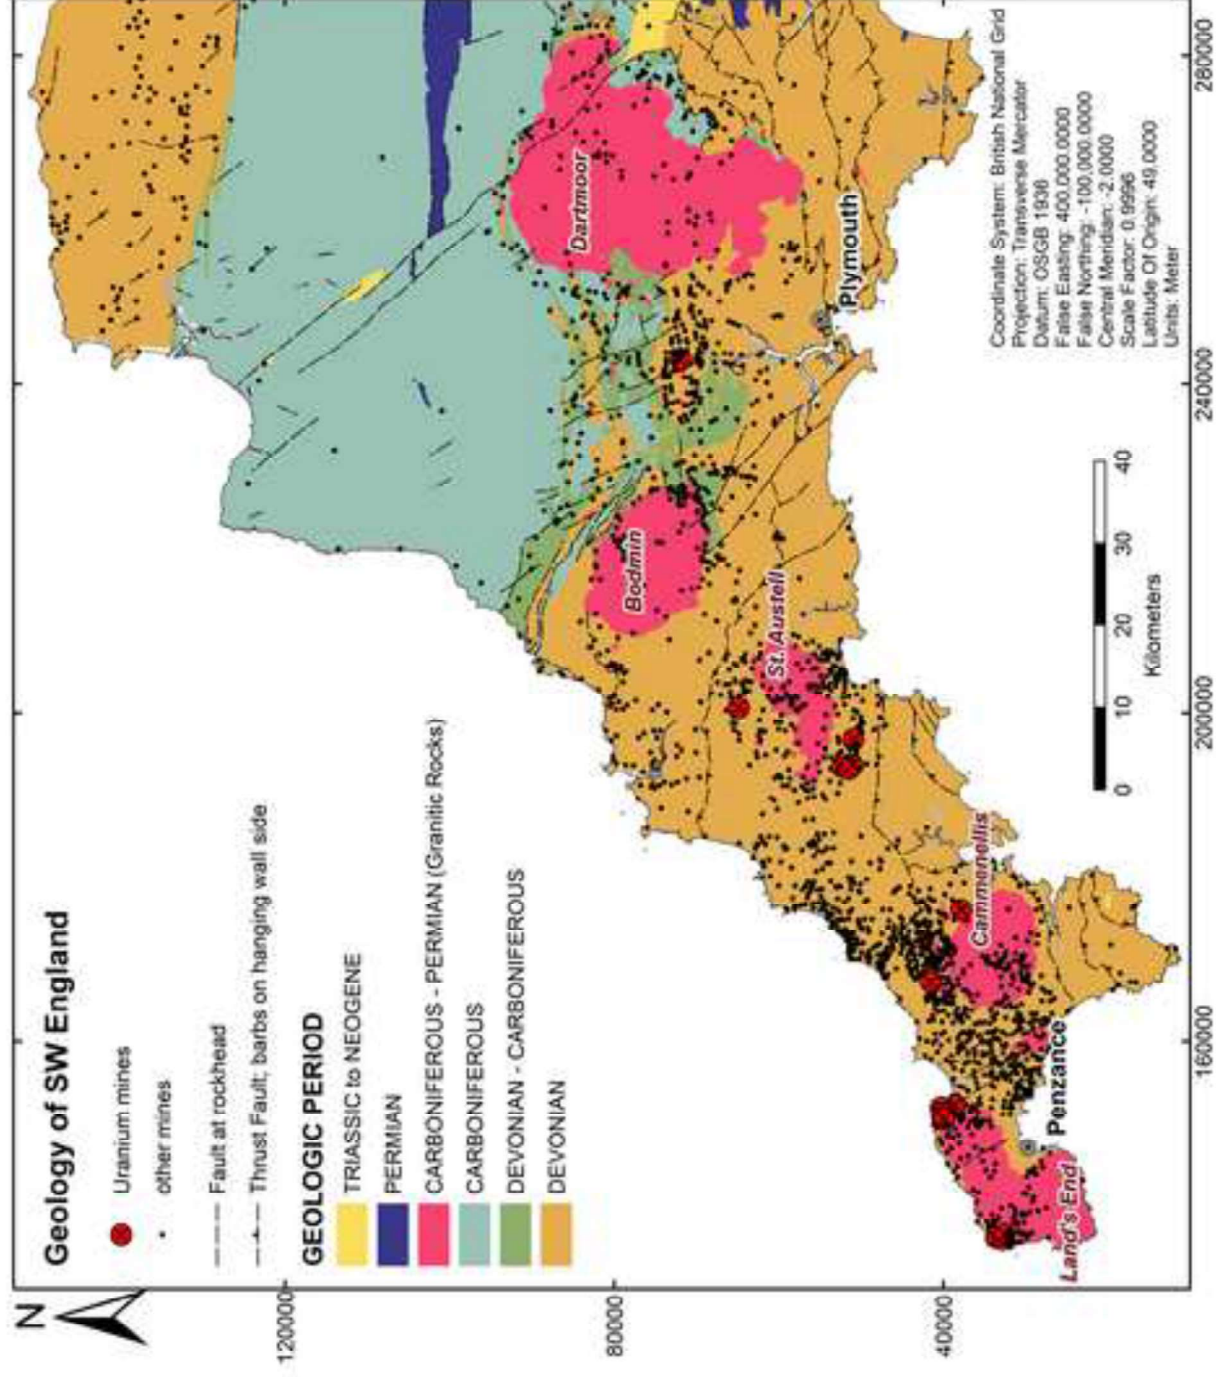 N
Geology of SW England
Uranium mines
other mines
Fault at rockhead
Thrust Fault; barbs on hanging wall side
GEOLOGIC PERIOD
TRIASSIC to NEOGENE
PERMIAN
CARBONIFEROUS - PERMIAN (Granitic Rocks)
CARBONIFEROUS
DEVONIAN - CARBONIFEROUS
DEVONIAN
120000
80000
40000
Dartmoor
Bodmin
Plymouth
St. Austell
Cammenellis
Penzance
Land's End
0 10 20 30 40
Kilometers
Coordinate System: British National Grid
Projection: Transverse Mercator
Datum: OSGB 1936
False Easting: 400,000.0000
False Northing: -100,000.0000
Central Meridian: -2.0000
Scale Factor: 0.9996
Latitude Of Origin: 49.0000
Units: Meter
160000 200000 240000 280000